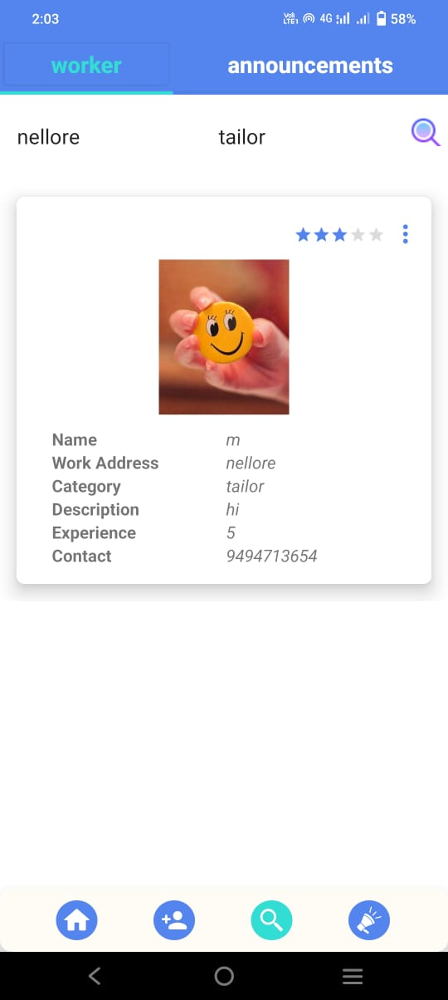 2:03 Vo) LTE1 4G 58%
worker announcements
nellore tailor
Name m
Work Address nellore
Category tailor
Description hi
Experience 5
Contact 9494713654